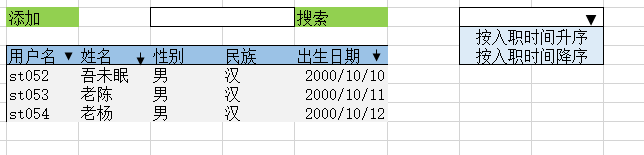 添加 搜索 ▼
按入职时间升序
按入职时间降序
用户名 ▼ 姓名 ↓ 性别 民族 出生日期 ↓
st052 吾未眠 男 汉 2000/10/10
st053 老陈 男 汉 2000/10/11
st054 老杨 男 汉 2000/10/12